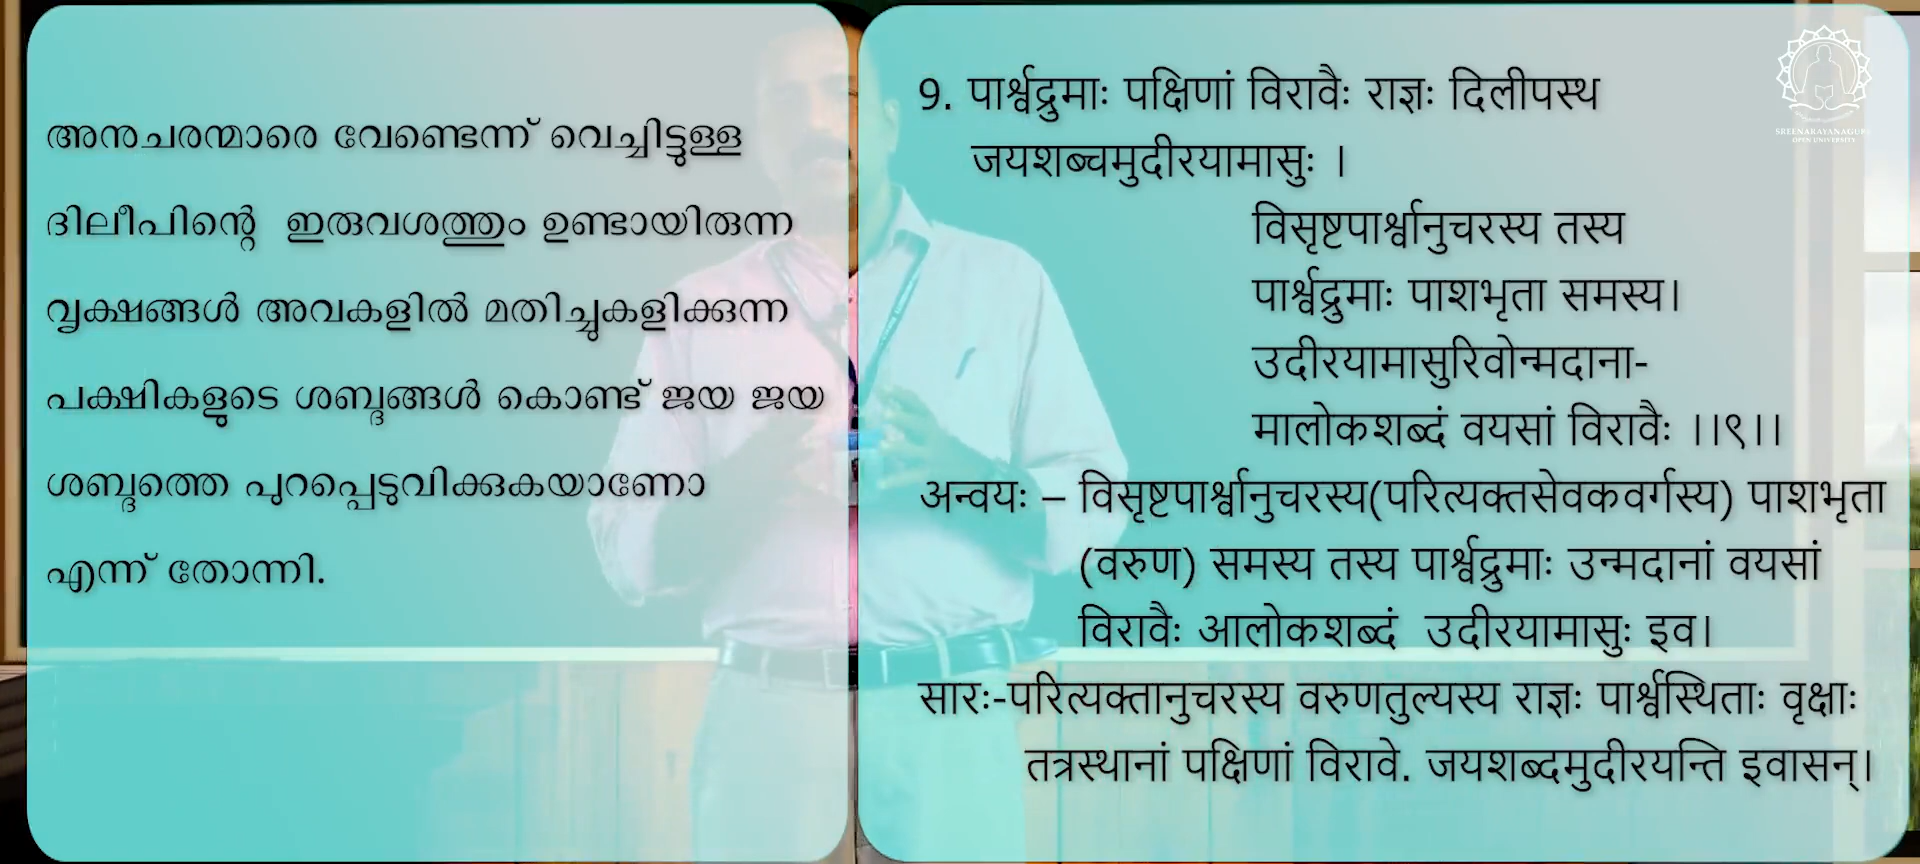 അനുചരന്മാരെ വേണ്ടെന്ന് വെച്ചിട്ടുള്ള
ദിലീപിന്റെ ഇരുവശത്തും ഉണ്ടായിരുന്ന
വൃക്ഷങ്ങൾ അവകളിൽ മതിച്ചുകളിക്കുന്ന
പക്ഷികളുടെ ശബ്ദങ്ങൾ കൊണ്ട് ജയ ജയ
ശബ്ദത്തെ പുറപ്പെടുവിക്കുകയാണോ
എന്ന് തോന്നി.
9. पार्श्वद्रुमाः पक्षिणां विरावैः राज्ञः दिलीपस्थ
जयशब्चमुदीरयामासुः ।
विसृष्टपार्श्वानुचरस्य तस्य
पार्श्वद्रुमाः पाशभृता समस्य।
उदीरयामासुरिवोन्मदाना-
मालोकशब्दं वयसां विरावैः ।।९।।
अन्वयः – विसृष्टपार्श्वानुचरस्य(परित्यक्तसेवकवर्गस्य) पाशभृता
(वरुण) समस्य तस्य पार्श्वद्रुमाः उन्मदानां वयसां
विरावैः आलोकशब्दं उदीरयामासुः इव।
सारः-परित्यक्तानुचरस्य वरुणतुल्यस्य राज्ञः पार्श्वस्थिताः वृक्षाः
तत्रस्थानां पक्षिणां विरावे. जयशब्दमुदीरयन्ति इवासन्।
SREENARAYANAGURU
OPEN UNIVERSITY